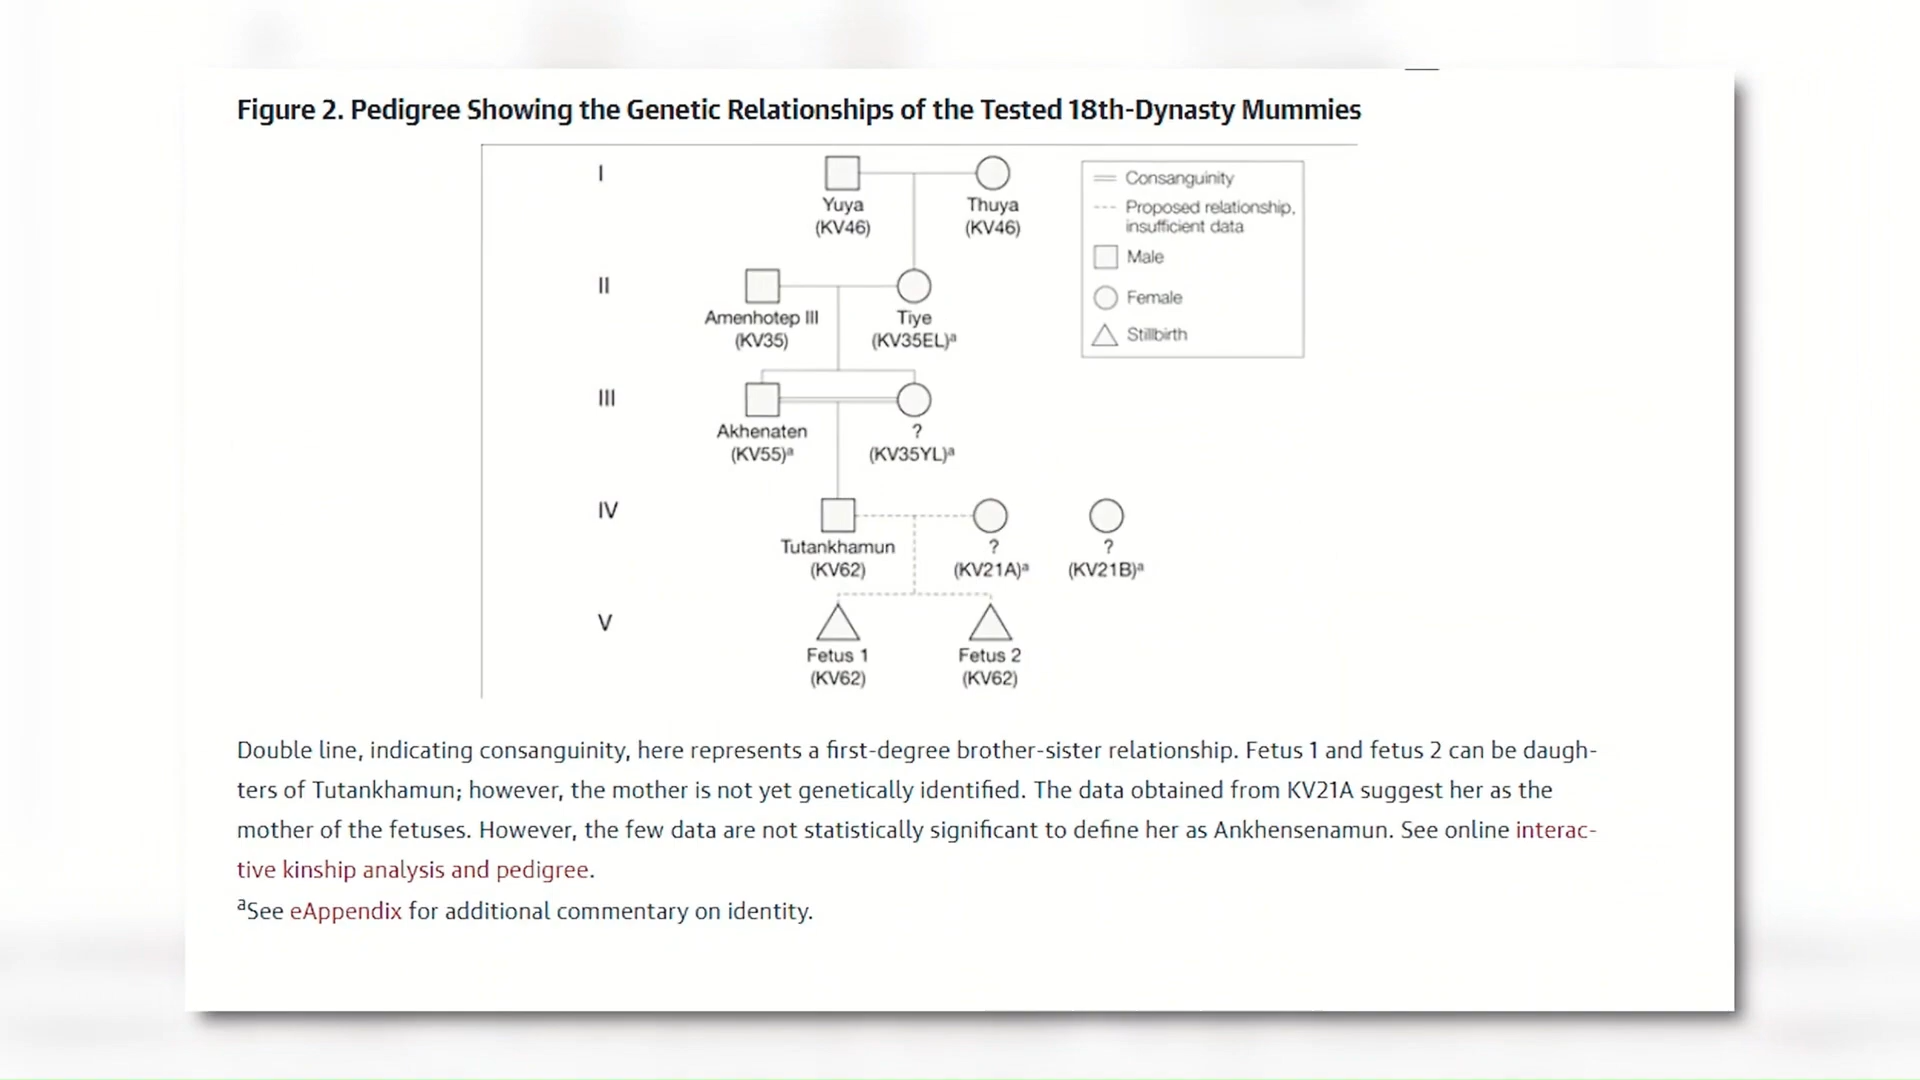 Figure 2. Pedigree Showing the Genetic Relationships of the Tested 18th-Dynasty Mummies
I
Yuya
(KV46)
Thuya
(KV46)
Consanguinity
Proposed relationship,
insufficient data
Male
Female
Stillbirth
II
Amenhotep III
(KV35)
Tiye
(KV35EL)ª
III
Akhenaten
(KV55)ª
?
(KV35YL)ª
IV
Tutankhamun
(KV62)
?
(KV21A)ª
?
(KV21B)ª
V
Fetus 1
(KV62)
Fetus 2
(KV62)
Double line, indicating consanguinity, here represents a first-degree brother-sister relationship. Fetus 1 and fetus 2 can be daugh-
ters of Tutankhamun; however, the mother is not yet genetically identified. The data obtained from KV21A suggest her as the
mother of the fetuses. However, the few data are not statistically significant to define her as Ankhensenamun. See online interac-
tive kinship analysis and pedigree.
ªSee eAppendix for additional commentary on identity.